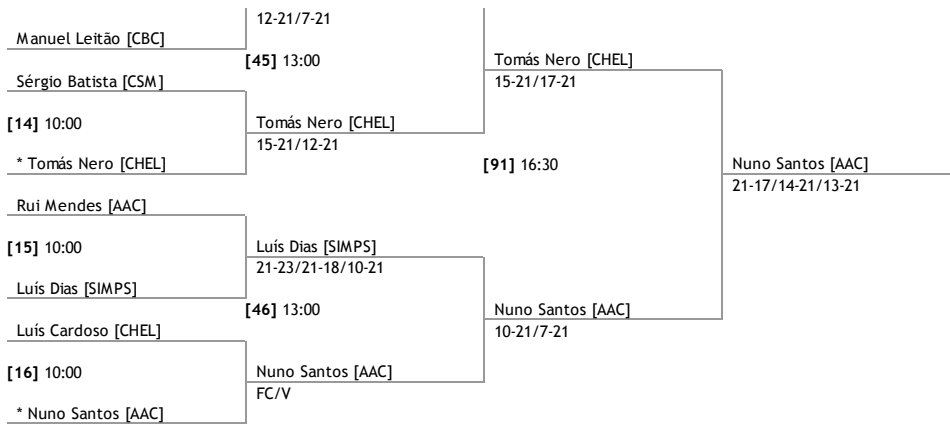 12-21/7-21
Manuel Leitão [CBC]
[45] 13:00
Tomás Nero [CHEL]
Sérgio Batista [CSM]
15-21/17-21
[14] 10:00
Tomás Nero [CHEL]
15-21/12-21
* Tomás Nero [CHEL]
[91] 16:30
Nuno Santos [AAC]
21-17/14-21/13-21
Rui Mendes [AAC]
[15] 10:00
Luís Dias [SIMPS]
21-23/21-18/10-21
Luís Dias [SIMPS]
[46] 13:00
Nuno Santos [AAC]
Luís Cardoso [CHEL]
10-21/7-21
[16] 10:00
Nuno Santos [AAC]
FC/V
* Nuno Santos [AAC]